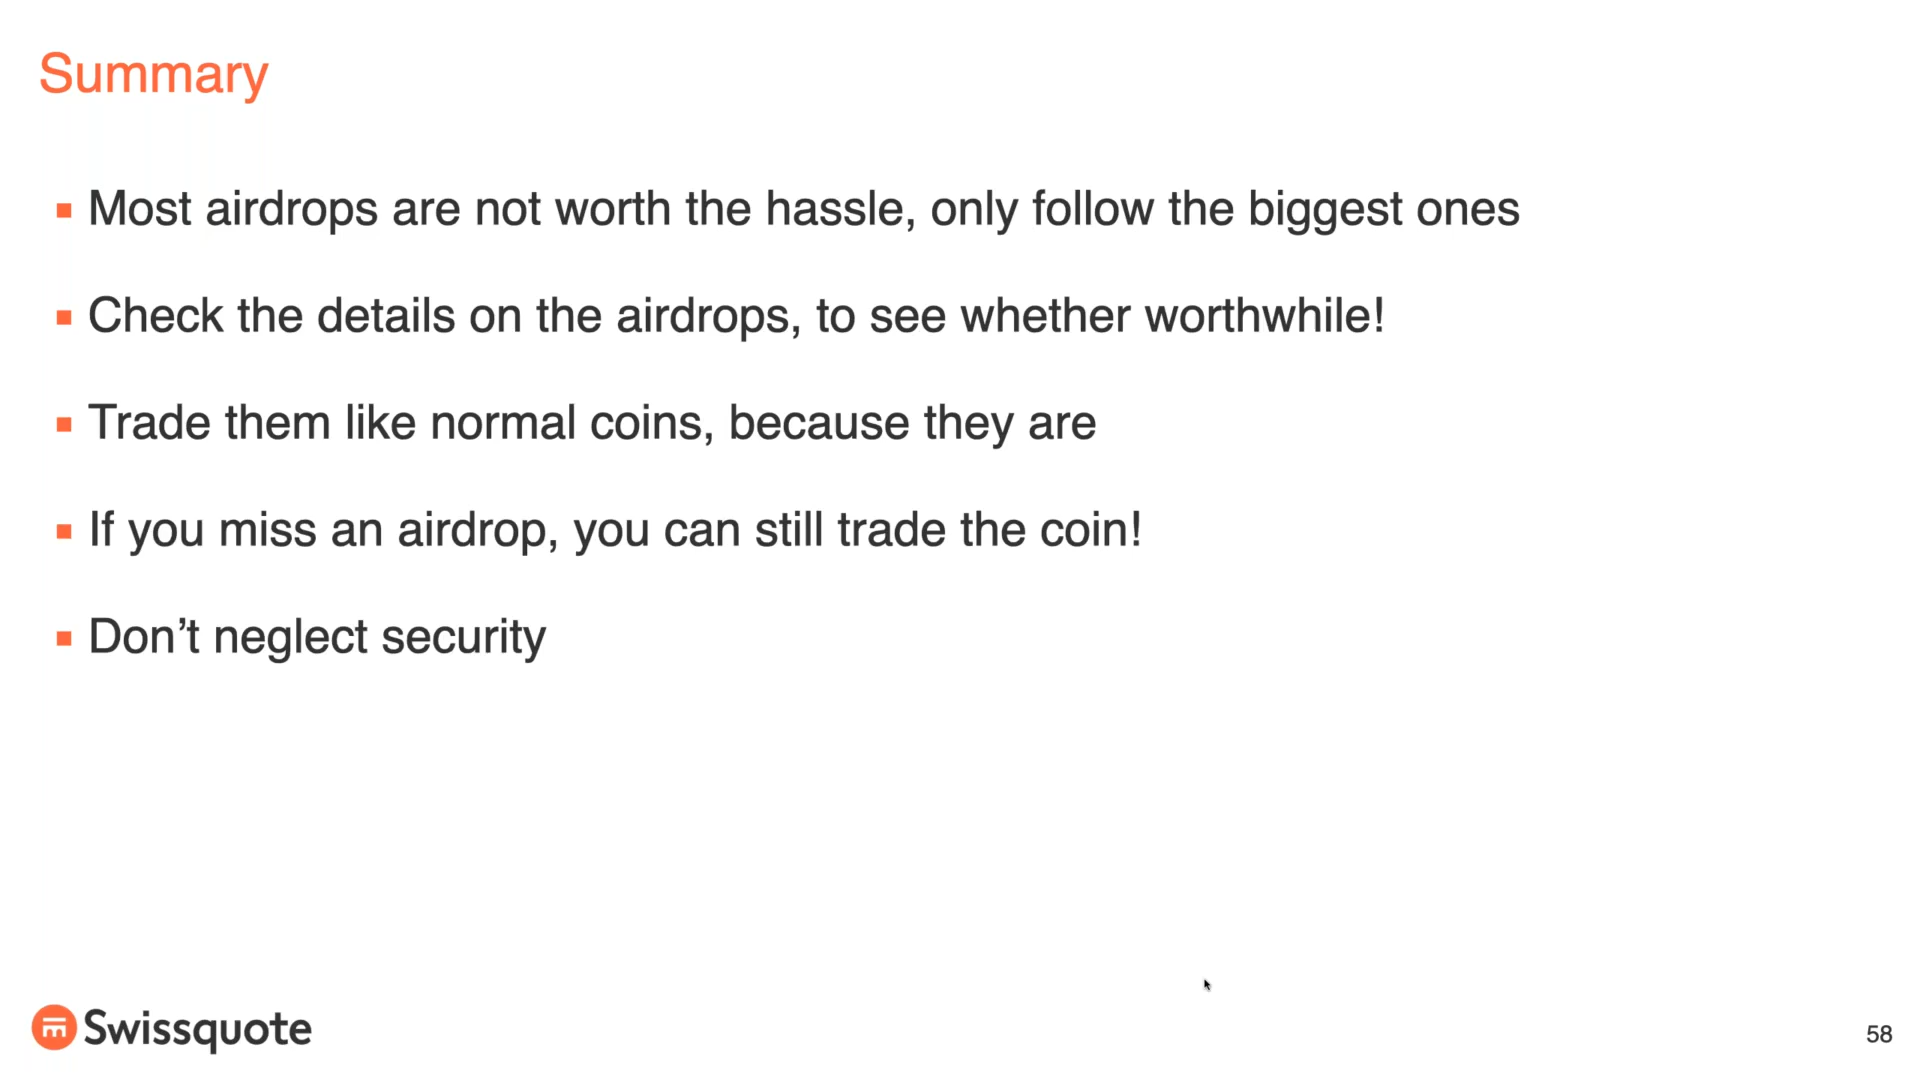 Summary
Most airdrops are not worth the hassle, only follow the biggest ones
Check the details on the airdrops, to see whether worthwhile!
Trade them like normal coins, because they are
If you miss an airdrop, you can still trade the coin!
Don’t neglect security
Swissquote
58